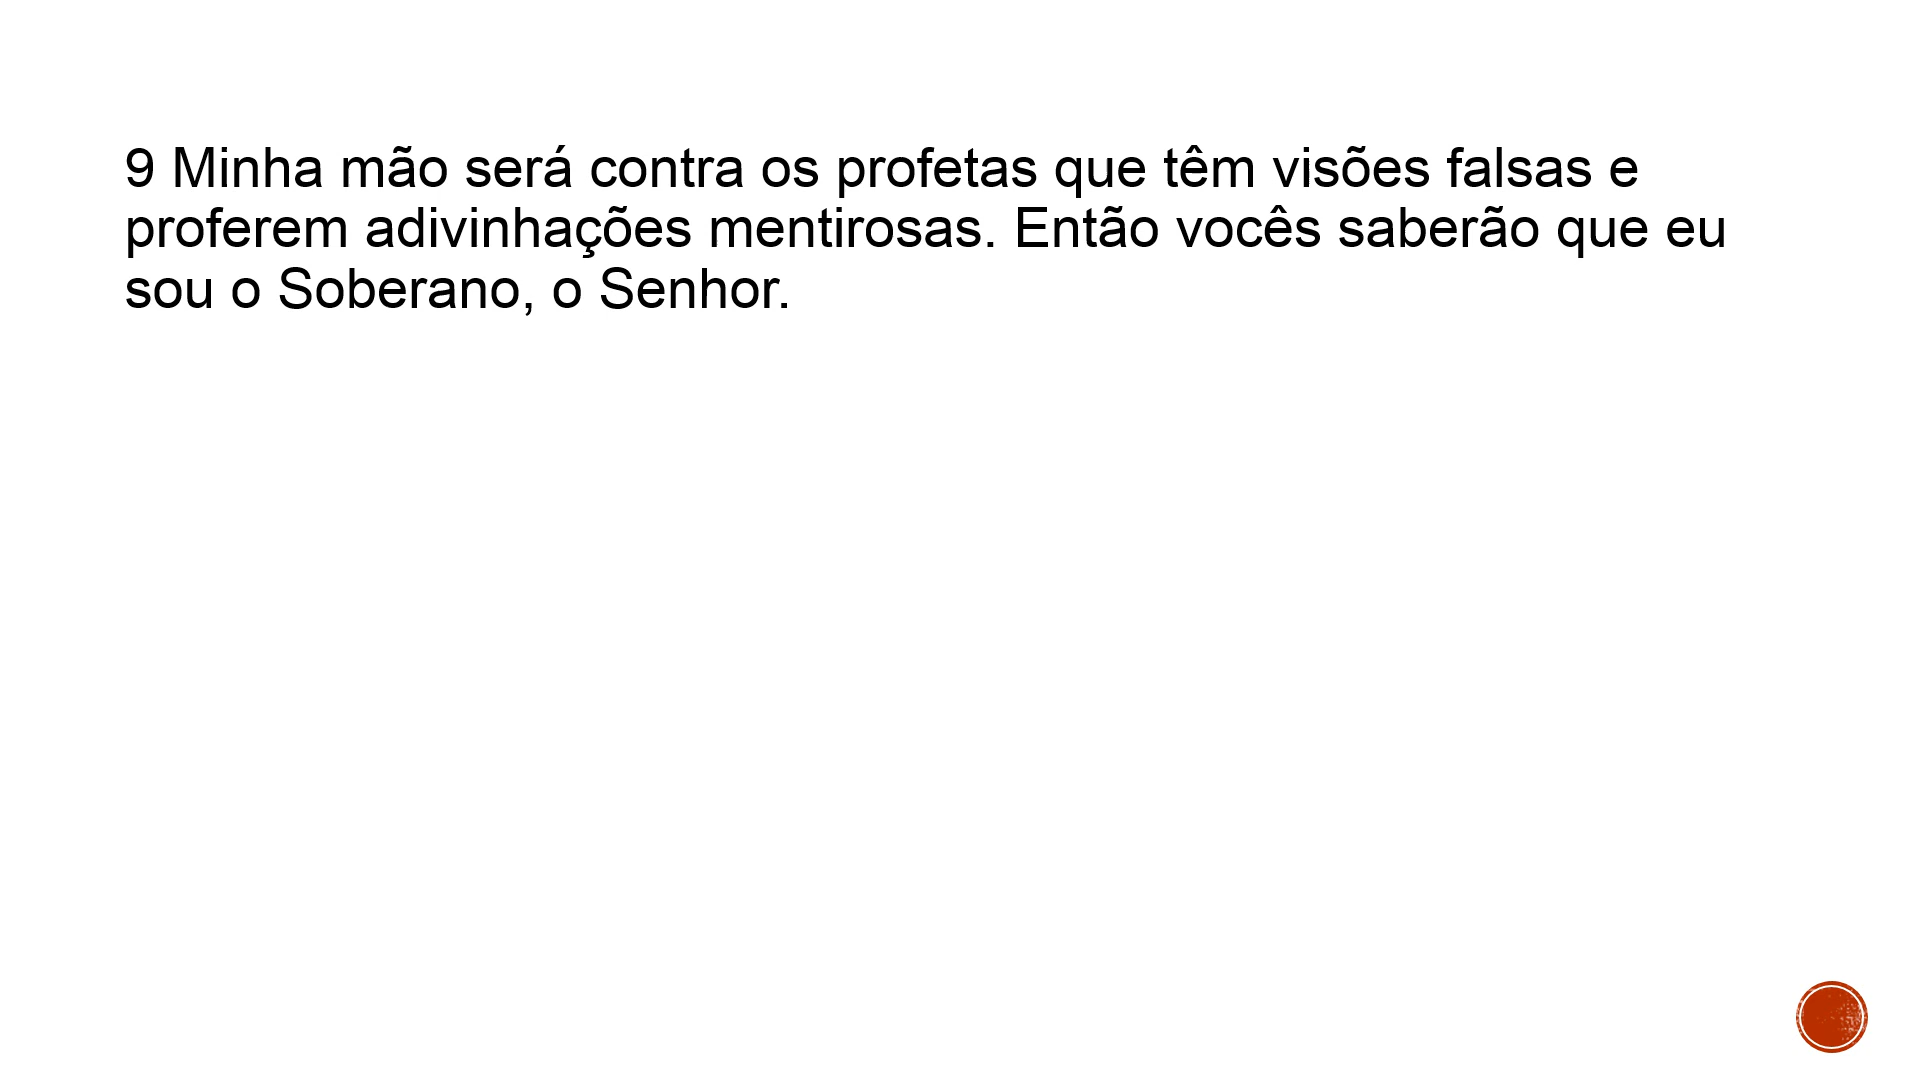 9 Minha mão será contra os profetas que têm visões falsas e
proferem adivinhações mentirosas. Então vocês saberão que eu
sou o Soberano, o Senhor.